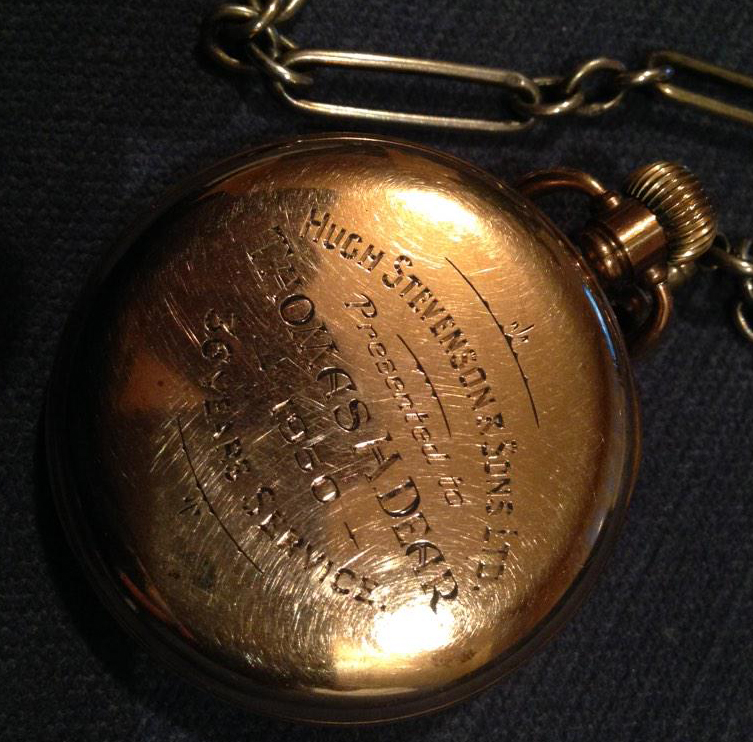 HUGH STEVENSON & SONS LTD.
Presented to
THOMAS H DEAR
1950
36 YEARS SERVICE.